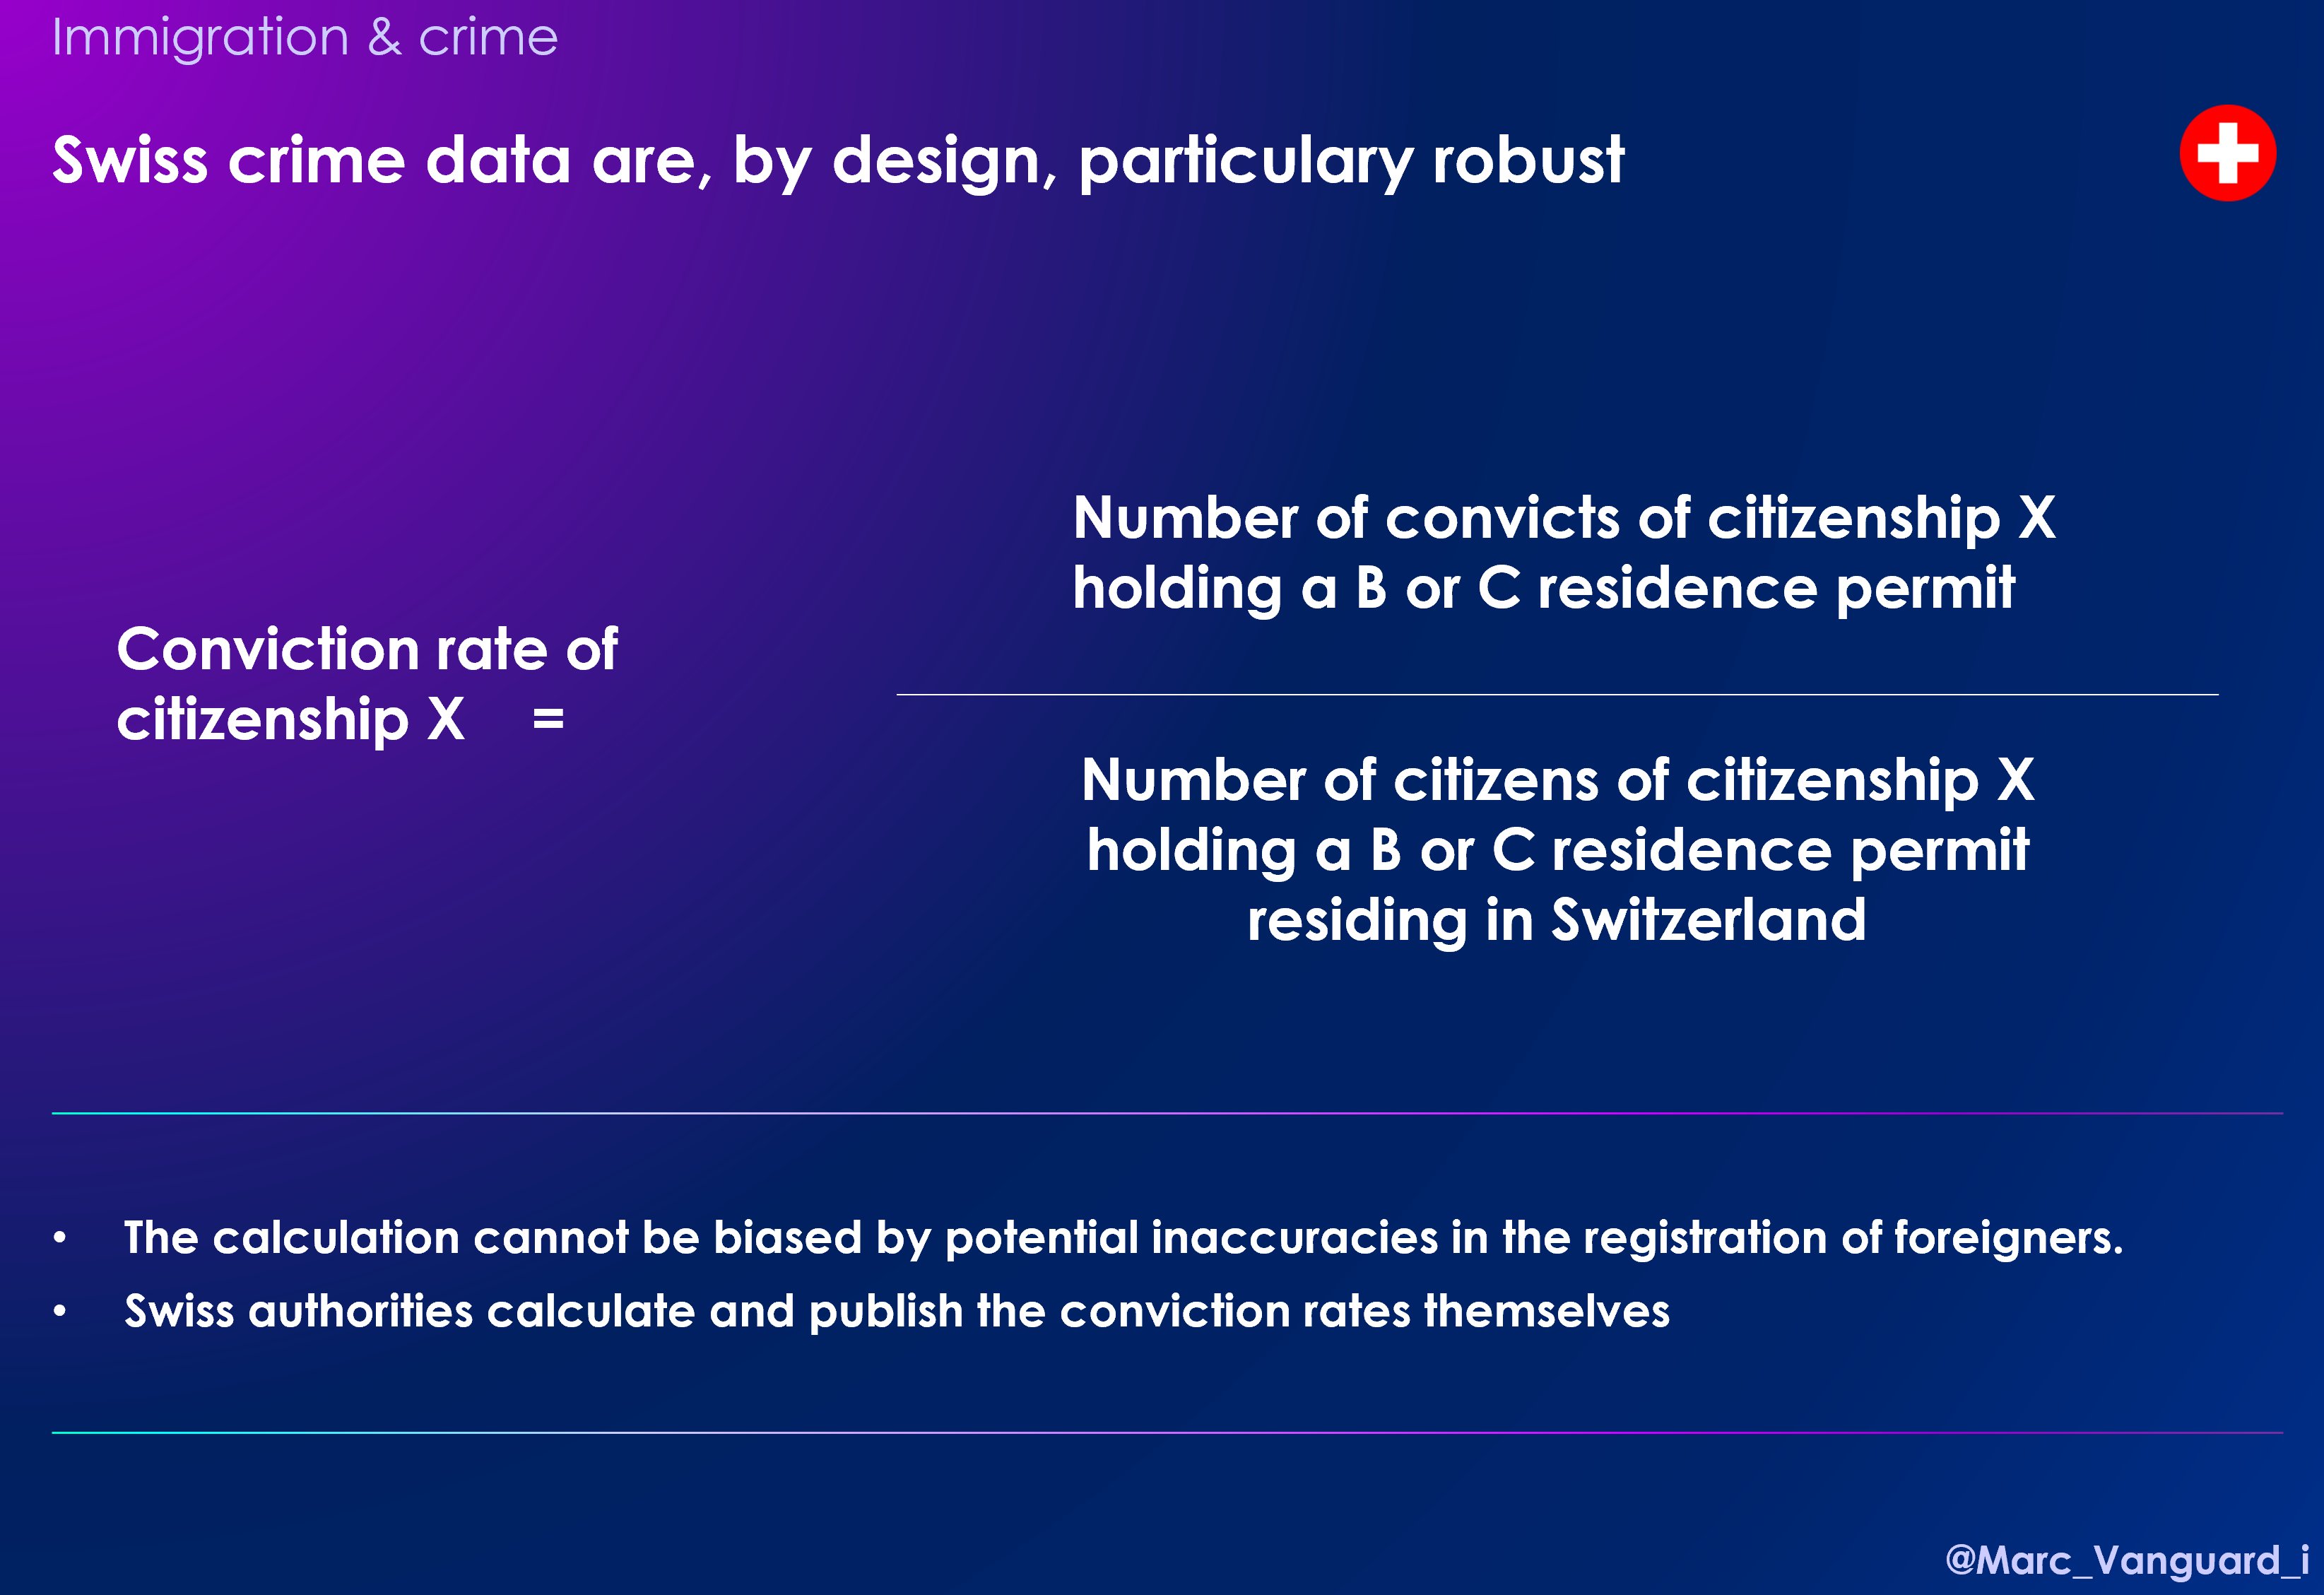 Immigration & crime
Swiss crime data are, by design, particulary robust
Number of convicts of citizenship X
holding a B or C residence permit
Conviction rate of
citizenship X =
Number of citizens of citizenship X
holding a B or C residence permit
residing in Switzerland
• The calculation cannot be biased by potential inaccuracies in the registration of foreigners.
• Swiss authorities calculate and publish the conviction rates themselves
@Marc_Vanguard_i